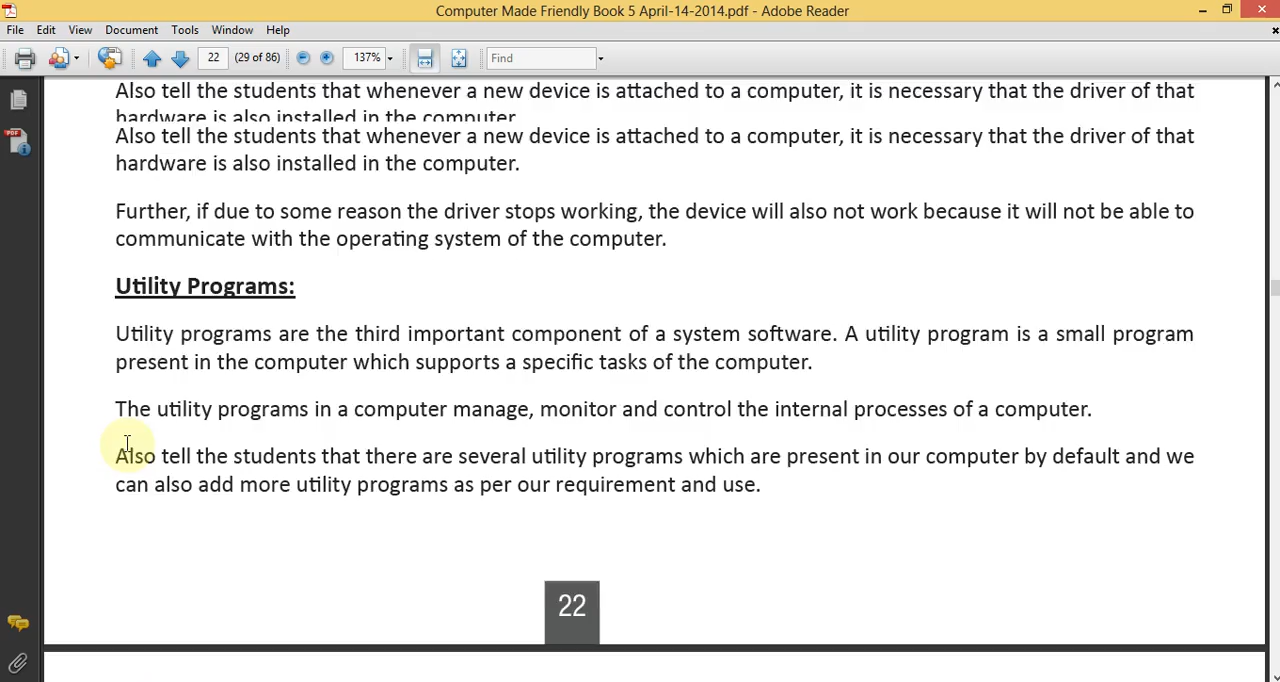 Computer Made Friendly Book 5 April-14-2014.pdf - Adobe Reader
File Edit View Document Tools Window Help
22 (29 of 86) 137% Find
Also tell the students that whenever a new device is attached to a computer, it is necessary that the driver of that
hardware is also installed in the computer
Also tell the students that whenever a new device is attached to a computer, it is necessary that the driver of that
hardware is also installed in the computer.
Further, if due to some reason the driver stops working, the device will also not work because it will not be able to
communicate with the operating system of the computer.
Utility Programs:
Utility programs are the third important component of a system software. A utility program is a small program
present in the computer which supports a specific tasks of the computer.
The utility programs in a computer manage, monitor and control the internal processes of a computer.
Also tell the students that there are several utility programs which are present in our computer by default and we
can also add more utility programs as per our requirement and use.
22